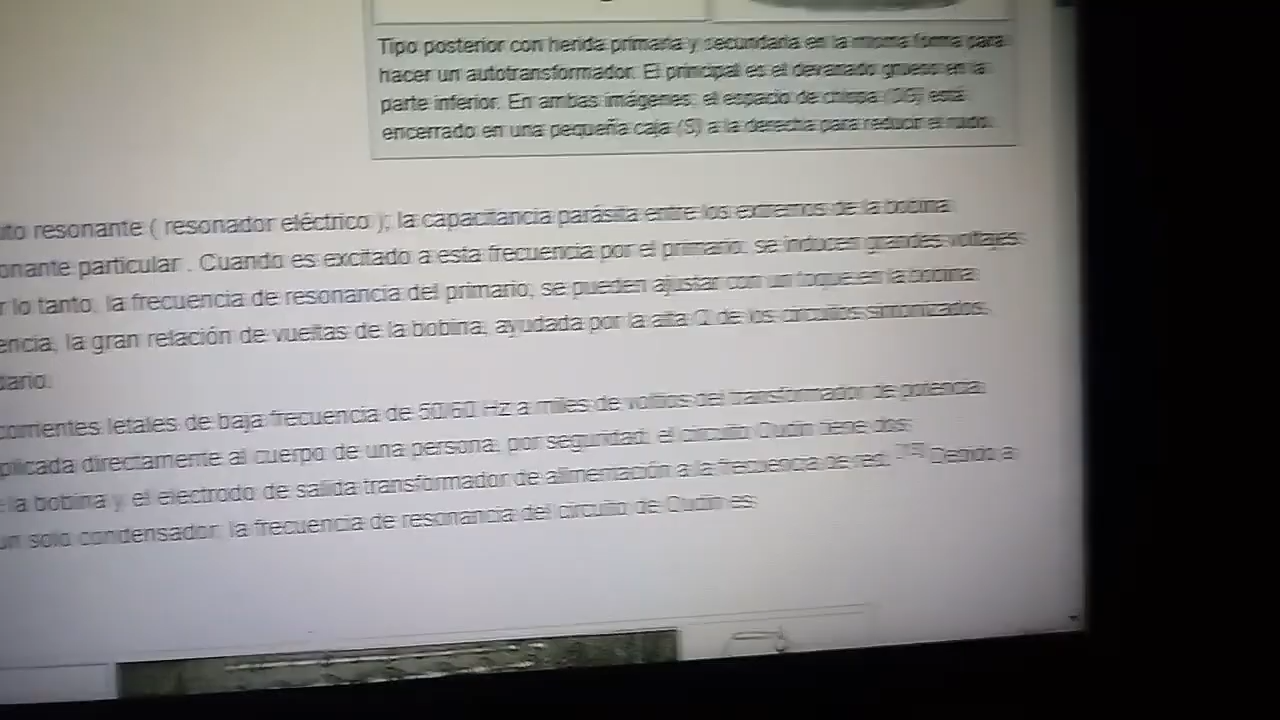 Tipo posterior con herida primaria y secundaria en la misma forma para
hacer un autotransformador. El principal es el devanado grueso en la
parte inferior. En ambas imágenes, el espacio de chispa (SG) está
encerrado en una pequeña caja (S) a la derecha para reducir el ruido.
ito resonante ( resonador eléctrico ); la capacitancia parásita entre los extremos de la bobina
onante particular . Cuando es excitado a esta frecuencia por el primario, se inducen grandes voltajes
r lo tanto, la frecuencia de resonancia del primario, se pueden ajustar con un toque en la bobina
encia, la gran relación de vueltas de la bobina, ayudada por la alta Q de los circuitos sintonizados,
dario.
corrientes letales de baja frecuencia de 50/60 Hz a miles de voltios del transformador de potencia
plicada directamente al cuerpo de una persona, por seguridad, el circuito Oudin tiene dos
e la bobina y el electrodo de salida transformador de alimentación a la frecuencia de red. Debido a
un solo condensador, la frecuencia de resonancia del circuito de Oudin es: